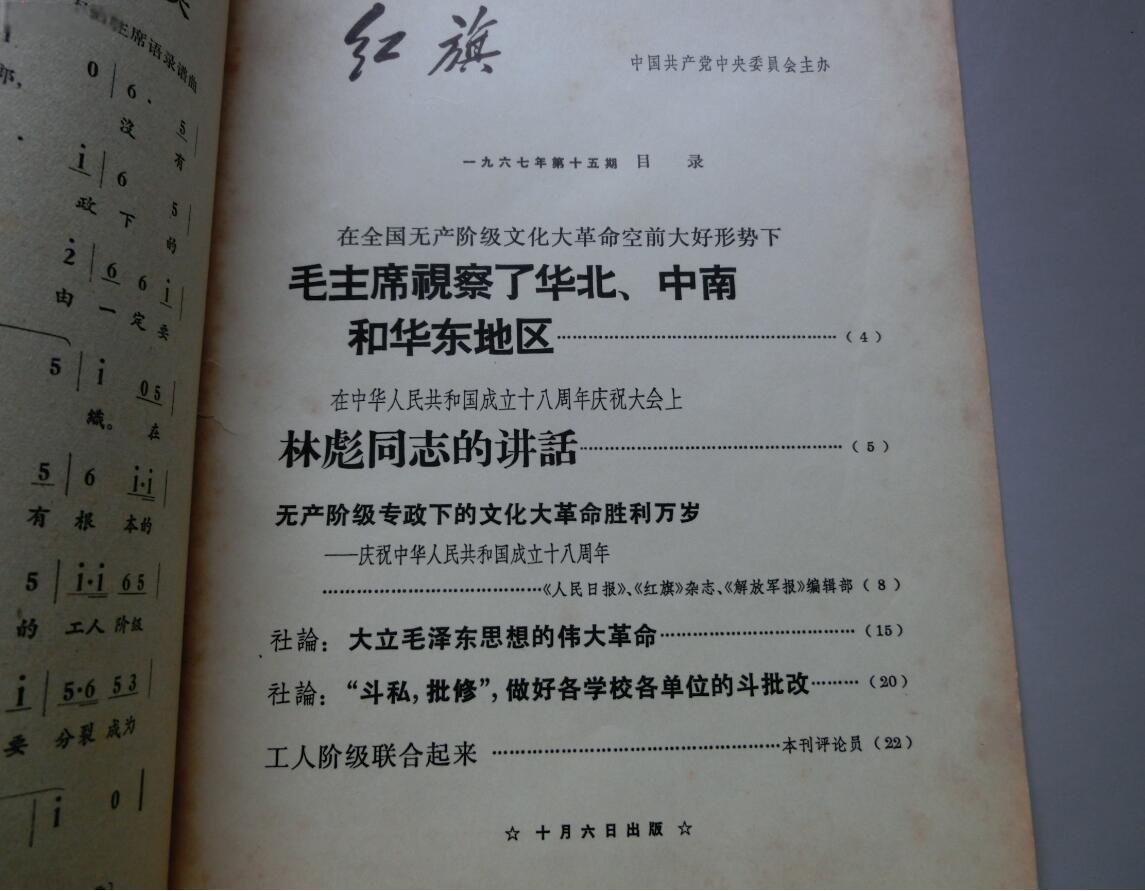 主席语录谱曲
0 6·
5
没 有
i 6 5
政 下 的
2 6 6 i
由 一 定 要
5 i 05
织。 在
5 6 i·i
有 根 本的
5 i·i 65
的 工人 阶级
i 5·6 53
委 分裂 成为
i 0
红旗
中国共产党中央委員会主办
一九六七年第十五期 目 录
在全国无产阶级文化大革命空前大好形势下
毛主席視察了华北、中南
和华东地区……(4)
在中华人民共和国成立十八周年庆祝大会上
林彪同志的讲話……(5)
无产阶级专政下的文化大革命胜利万岁
——庆祝中华人民共和国成立十八周年
……《人民日报》、《红旗》杂志、《解放军报》编辑部(8)
社論：大立毛泽东思想的伟大革命……(15)
社論：“斗私，批修”，做好各学校各单位的斗批改……(20)
工人阶级联合起来……本刊评论员(22)
☆ 十月六日出版 ☆